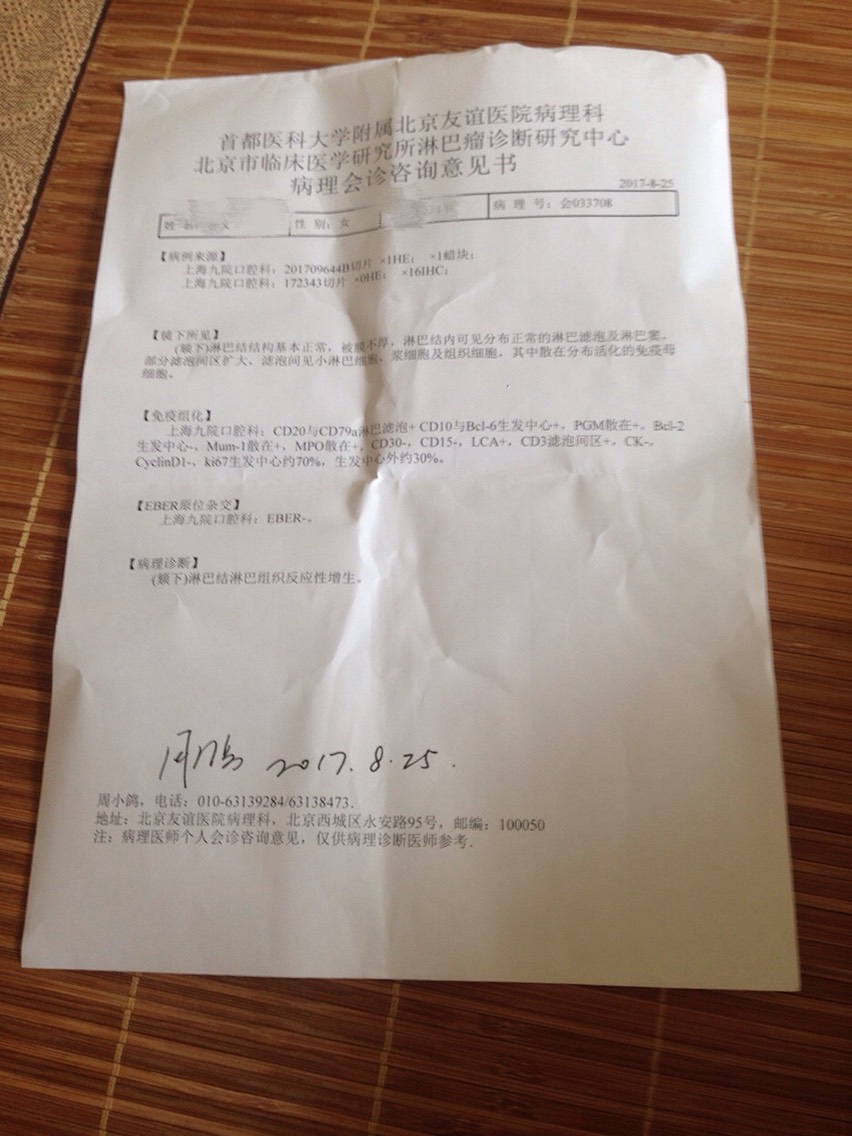 首都医科大学附属北京友谊医院病理科
北京市临床医学研究所淋巴瘤诊断研究中心
病理会诊咨询意见书
2017-8-25
姓名: 性别: 女 病理号: 会033708
【病例来源】
上海九院口腔科: 201709644B切片 ×1HE; ×1蜡块;
上海九院口腔科: 172343切片 ×0HE; ×16IHC;
【镜下所见】
(颏下)淋巴结结构基本正常, 被膜不厚, 淋巴结内可见分布正常的淋巴滤泡及淋巴窦。
部分滤泡间区扩大, 滤泡间见小淋巴细胞, 浆细胞及组织细胞, 其中散在分布活化的免疫母
细胞。
【免疫组化】
上海九院口腔科: CD20与CD79a淋巴滤泡+ CD10与Bcl-6生发中心+。PGM散在+。Bcl-2
生发中心-, Mum-1散在+, MPO散在+, CD30-, CD15-, LCA+, CD3滤泡间区+。CK-。
CyclinD1-, ki67生发中心约70%, 生发中心外约30%。
【EBER原位杂交】
上海九院口腔科: EBER-。
【病理诊断】
(颏下)淋巴结淋巴组织反应性增生。
2017.8.25.
周小鸽, 电话: 010-63139284/63138473.
地址: 北京友谊医院病理科, 北京西城区永安路95号, 邮编: 100050
注: 病理医师个人会诊咨询意见, 仅供病理诊断医师参考.